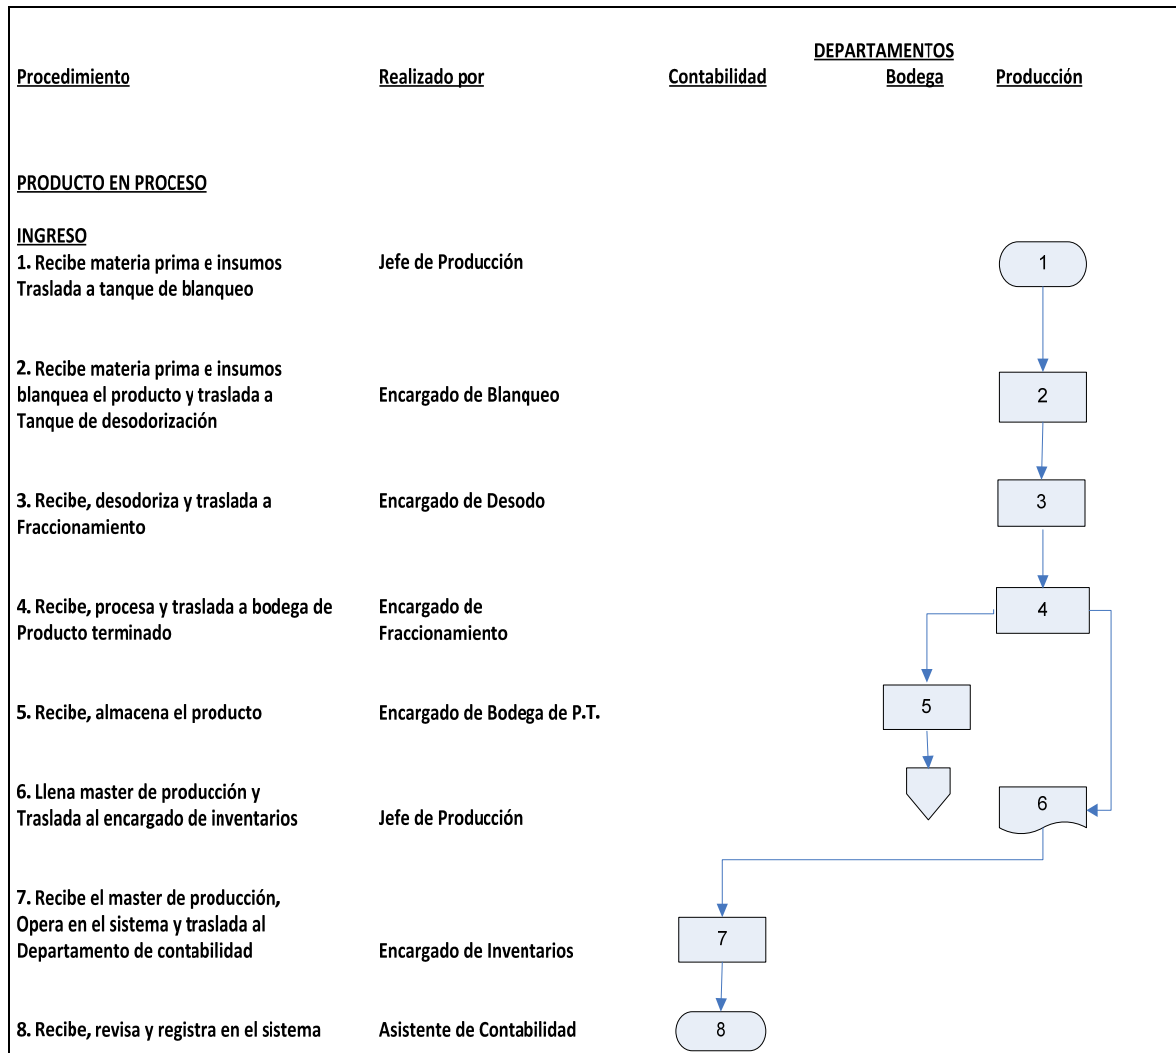 DEPARTAMENTOS
Procedimiento Realizado por Contabilidad Bodega Producción
PRODUCTO EN PROCESO
INGRESO
1. Recibe materia prima e insumos Jefe de Producción 1
Traslada a tanque de blanqueo
2. Recibe materia prima e insumos
blanquea el producto y traslada a Encargado de Blanqueo 2
Tanque de desodorización
3. Recibe, desodoriza y traslada a Encargado de Desodo 3
Fraccionamiento
4. Recibe, procesa y traslada a bodega de Encargado de 4
Producto terminado Fraccionamiento
5. Recibe, almacena el producto Encargado de Bodega de P.T. 5
6. Llena master de producción y 6
Traslada al encargado de inventarios Jefe de Producción
7. Recibe el master de producción,
Opera en el sistema y traslada al 7
Departamento de contabilidad Encargado de Inventarios
8. Recibe, revisa y registra en el sistema Asistente de Contabilidad 8